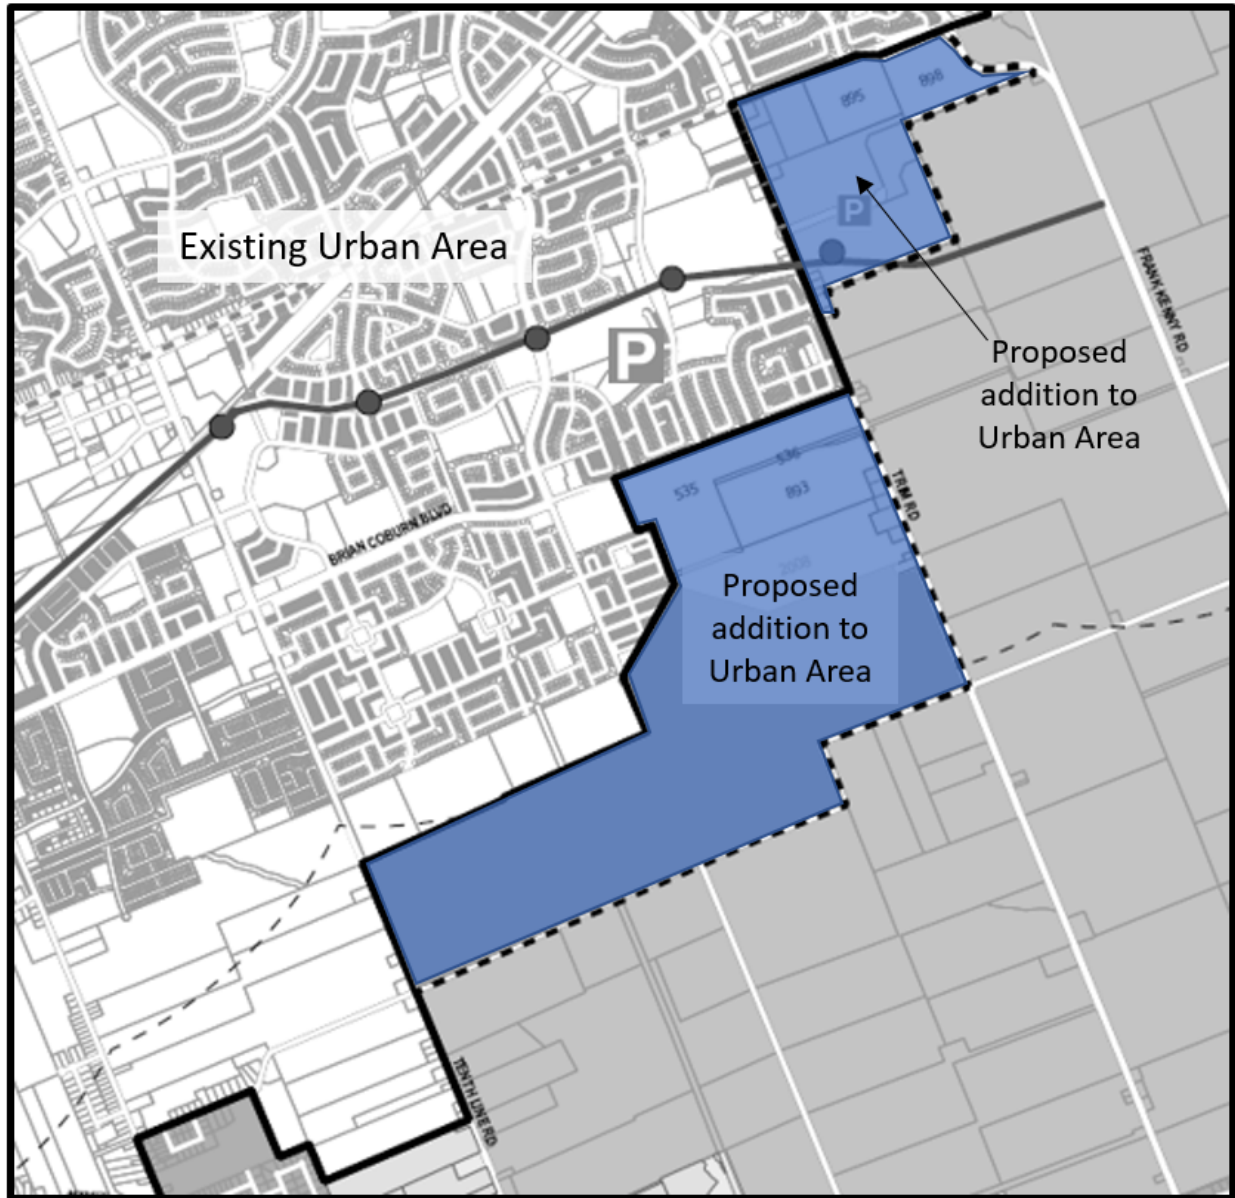 895
898
Existing Urban Area
P
FRANK KENNY RD
P
Proposed
addition to
Urban Area
536
535
893
TRIM RD
BRIAN COBURN BLVD
Proposed
addition to
Urban Area
TENTH LINE RD